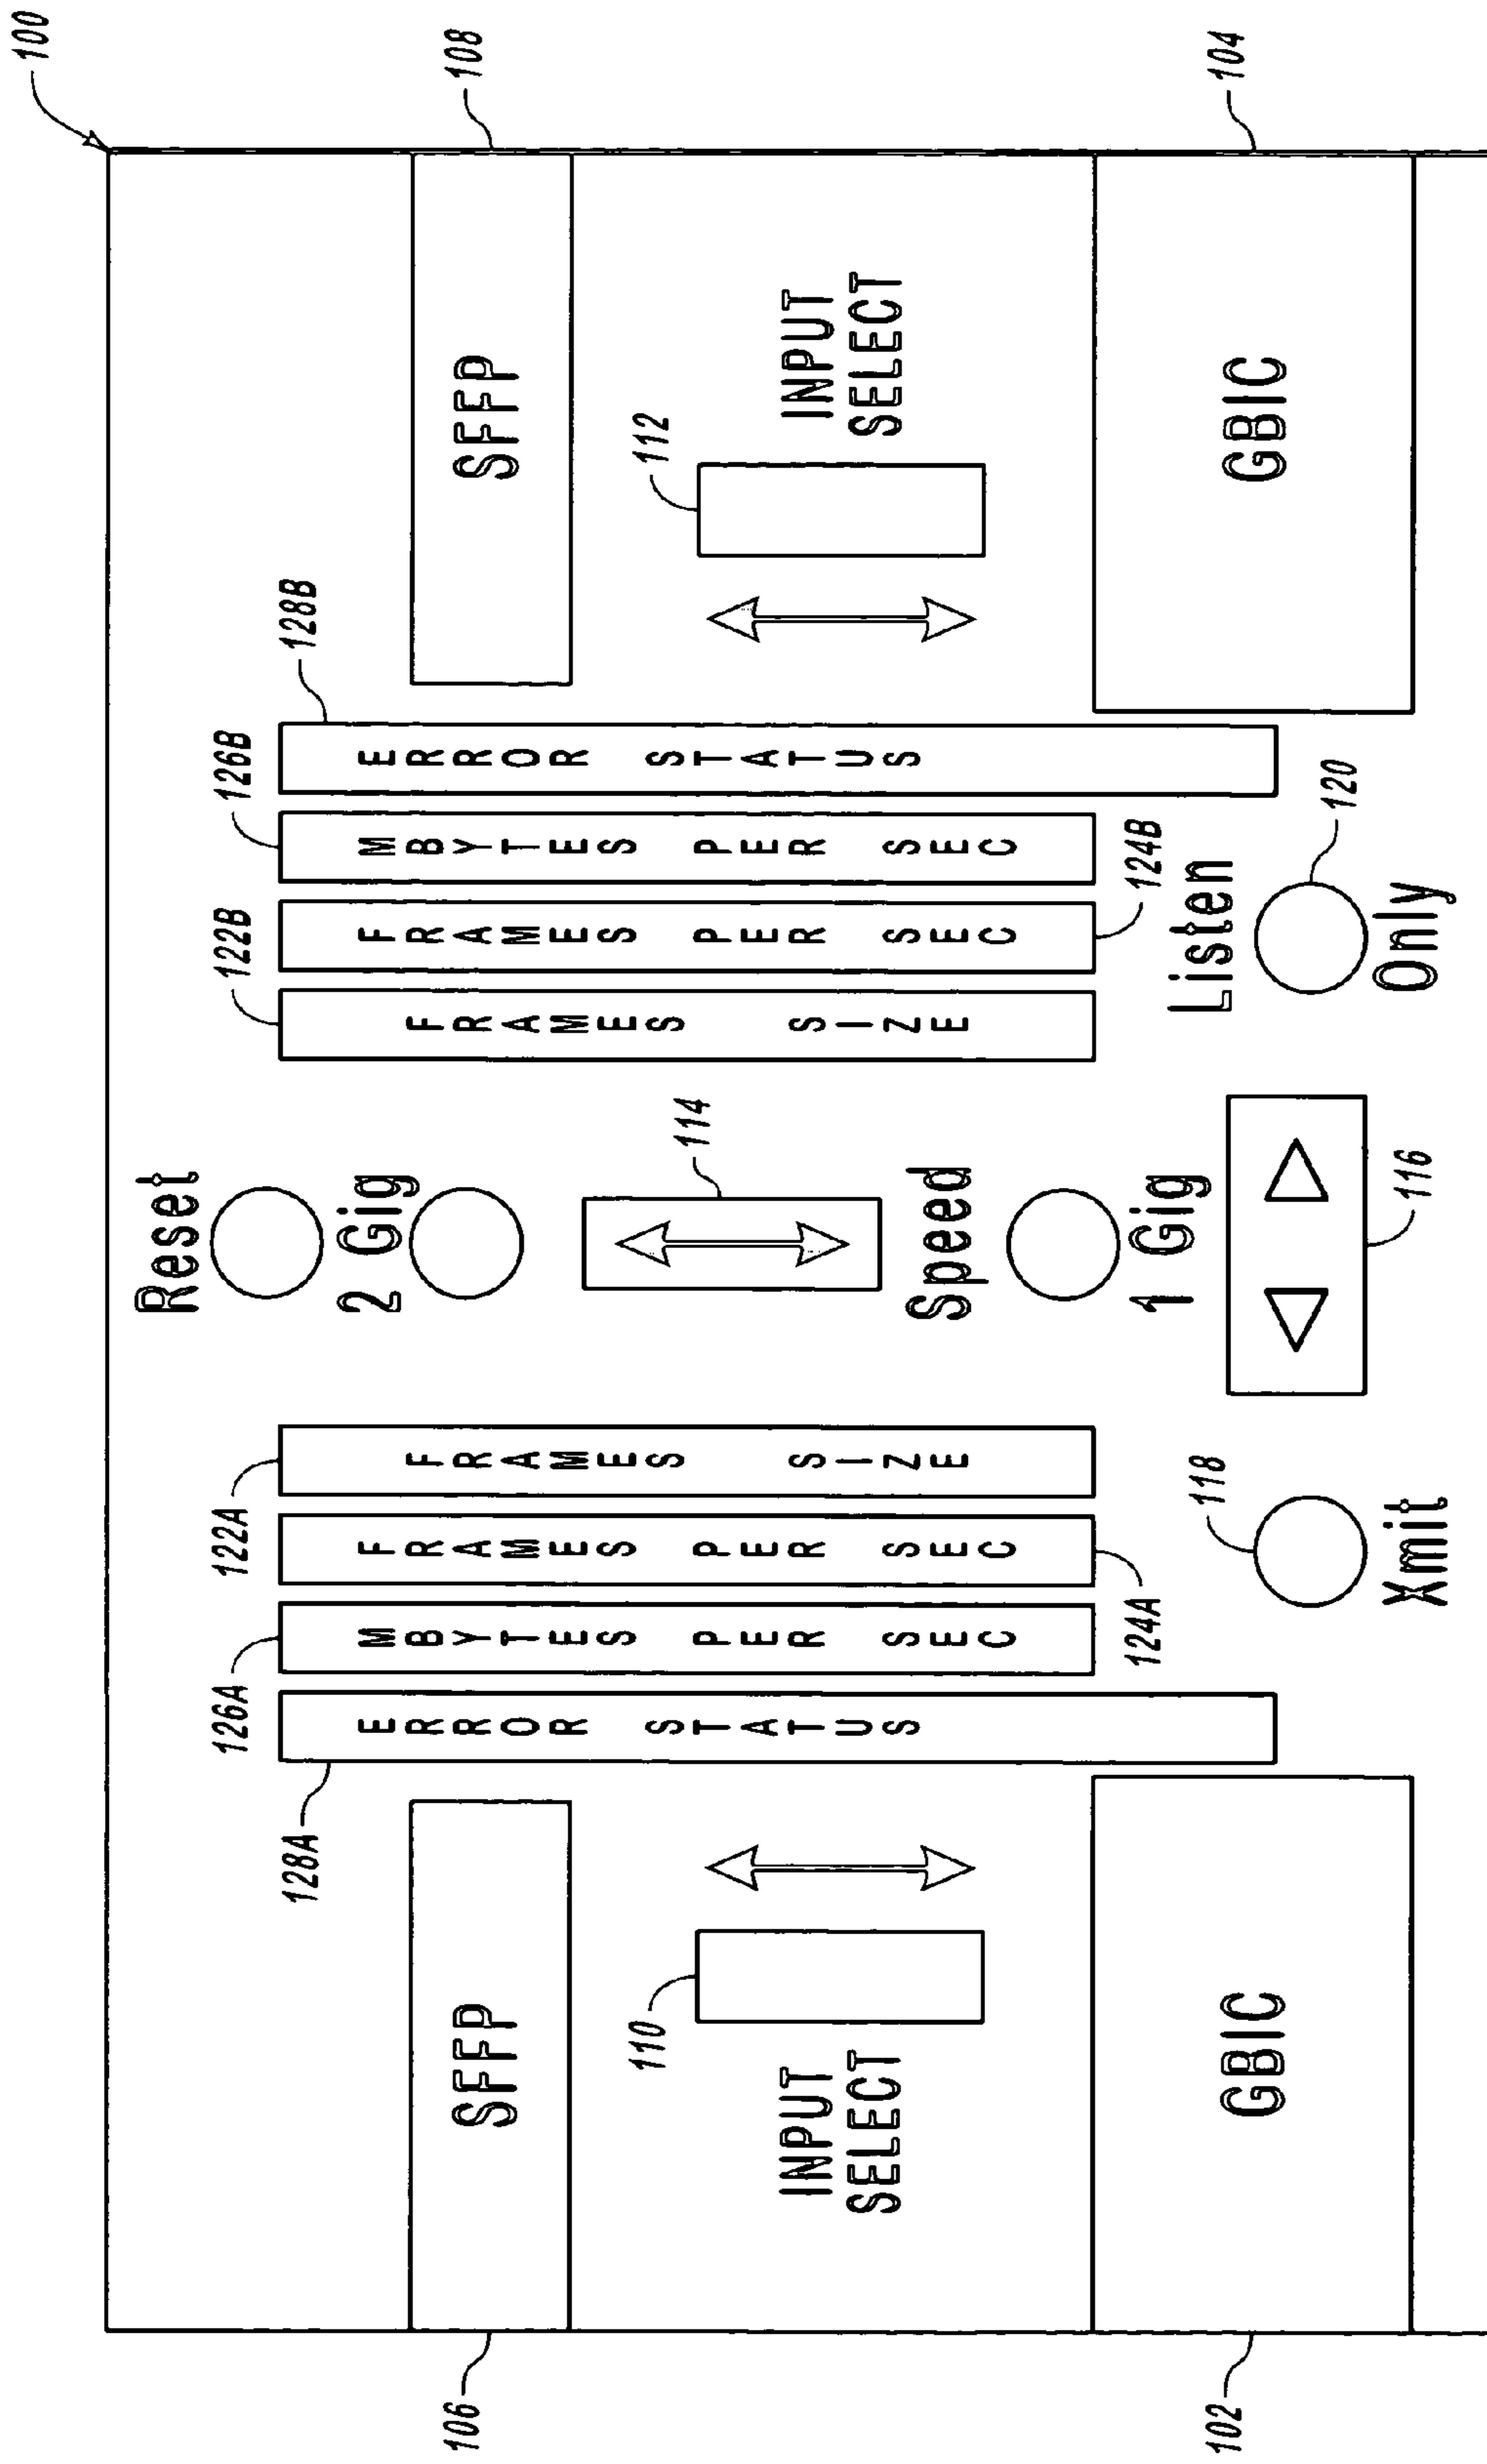 100
Reset
2 Gig
114
Speed
1 Gig
116
106
SFFP
110
INPUT
SELECT
102
GBIC
128A
ERROR STATUS
126A
MBYTES PER SEC
124A
FRAMES PER SEC
122A
FRAMES SIZE
118
Xmit
122B
FRAMES SIZE
FRAMES PER SEC
124B
126B
MBYTES PER SEC
128B
ERROR STATUS
Listen
120
Only
108
SFFP
112
INPUT
SELECT
104
GBIC